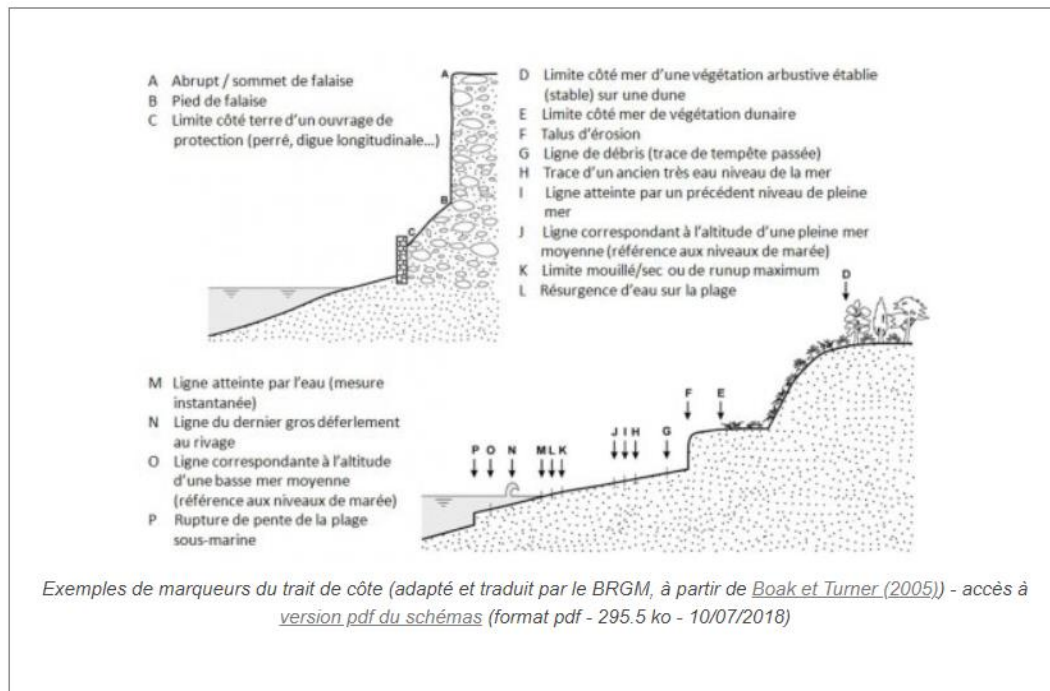 A Abrupt / sommet de falaise
B Pied de falaise
C Limite côté terre d'un ouvrage de
protection (perré, digue longitudinale...)
A
B
C
D Limite côté mer d'une végétation arbustive établie
(stable) sur une dune
E Limite côté mer de végétation dunaire
F Talus d'érosion
G Ligne de débris (trace de tempête passée)
H Trace d'un ancien très eau niveau de la mer
I Ligne atteinte par un précédent niveau de pleine
mer
J Ligne correspondant à l'altitude d'une pleine mer
moyenne (référence aux niveaux de marée)
K Limite mouillé/sec ou de runup maximum
L Résurgence d'eau sur la plage
D
M Ligne atteinte par l'eau (mesure
instantanée)
N Ligne du dernier gros déferlement
au rivage
O Ligne correspondante à l'altitude
d'une basse mer moyenne
(référence aux niveaux de marée)
P Rupture de pente de la plage
sous-marine
F E
J I H G
P O N M L K
Exemples de marqueurs du trait de côte (adapté et traduit par le BRGM, à partir de Boak et Turner (2005)) - accès à
version pdf du schémas (format pdf - 295.5 ko - 10/07/2018)